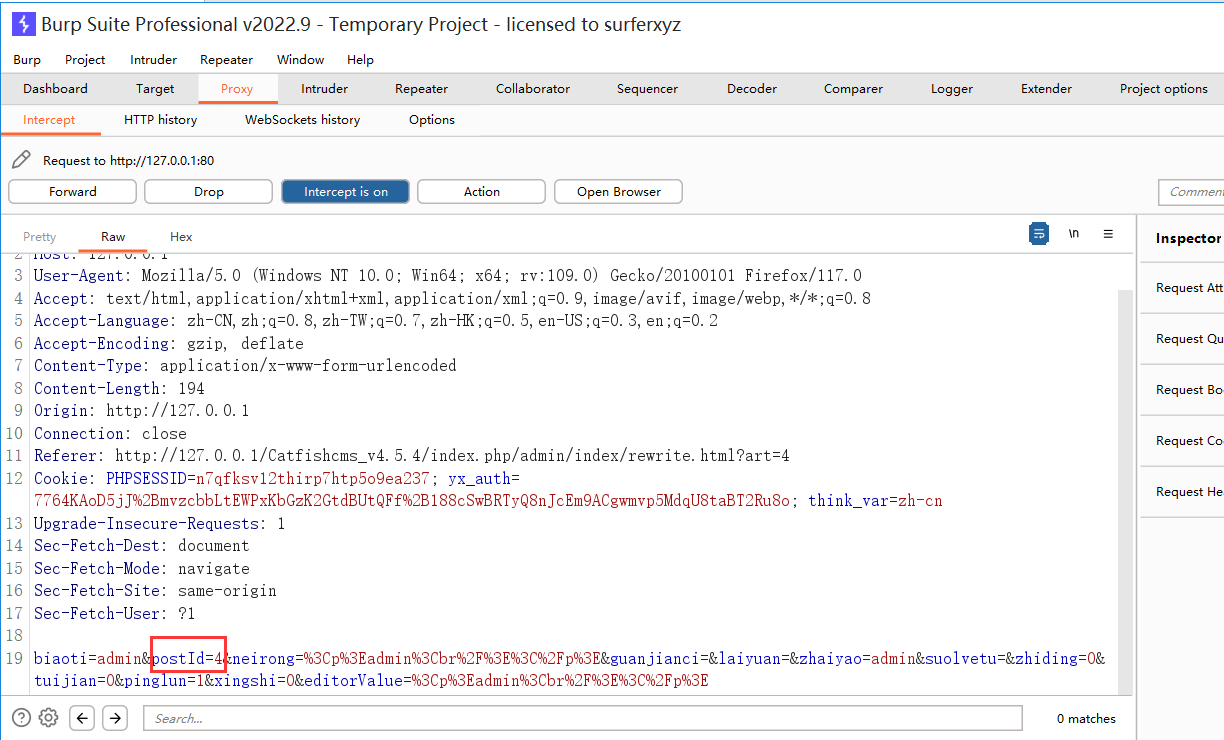 Burp Suite Professional v2022.9 - Temporary Project - licensed to surferxyz
Burp Project Intruder Repeater Window Help
Dashboard Target Proxy Intruder Repeater Collaborator Sequencer Decoder Comparer Logger Extender Project options
Intercept HTTP history WebSockets history Options
Request to http://127.0.0.1:80
Forward Drop Intercept is on Action Open Browser Comment
Pretty Raw Hex \n Inspector
2 Host: 127.0.0.1
3 User-Agent: Mozilla/5.0 (Windows NT 10.0; Win64; x64; rv:109.0) Gecko/20100101 Firefox/117.0
4 Accept: text/html,application/xhtml+xml,application/xml;q=0.9,image/avif,image/webp,*/*;q=0.8
5 Accept-Language: zh-CN,zh;q=0.8,zh-TW;q=0.7,zh-HK;q=0.5,en-US;q=0.3,en;q=0.2
6 Accept-Encoding: gzip, deflate
7 Content-Type: application/x-www-form-urlencoded
8 Content-Length: 194
9 Origin: http://127.0.0.1
10 Connection: close
11 Referer: http://127.0.0.1/Catfishcms_v4.5.4/index.php/admin/index/rewrite.html?art=4
12 Cookie: PHPSESSID=n7qfksv12thirp7htp5o9ea237; yx_auth=
7764KAoD5jJ%2BmvzcbbLtEWPxKbGzK2GtdBUtQFf%2B188cSwBRTyQ8nJcEm9ACgwmvp5MdqU8taBT2Ru8o; think_var=zh-cn
13 Upgrade-Insecure-Requests: 1
14 Sec-Fetch-Dest: document
15 Sec-Fetch-Mode: navigate
16 Sec-Fetch-Site: same-origin
17 Sec-Fetch-User: ?1
18
19 biaoti=admin&postId=4&neirong=%3Cp%3Eadmin%3Cbr%2F%3E%3C%2Fp%3E&guanjianci=&laiyuan=&zhaiyao=admin&suolvetu=&zhiding=0&
tuijian=0&pinglun=1&xingshi=0&editorValue=%3Cp%3Eadmin%3Cbr%2F%3E%3C%2Fp%3E
Request Att
Request Qu
Request Bo
Request Co
Request He
Search... 0 matches